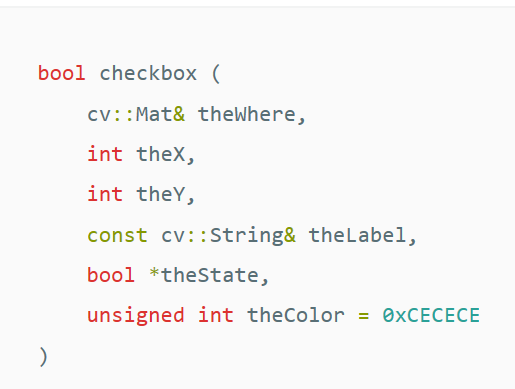 bool checkbox (
    cv::Mat& theWhere,
    int theX,
    int theY,
    const cv::String& theLabel,
    bool *theState,
    unsigned int theColor = 0xCECECE
)